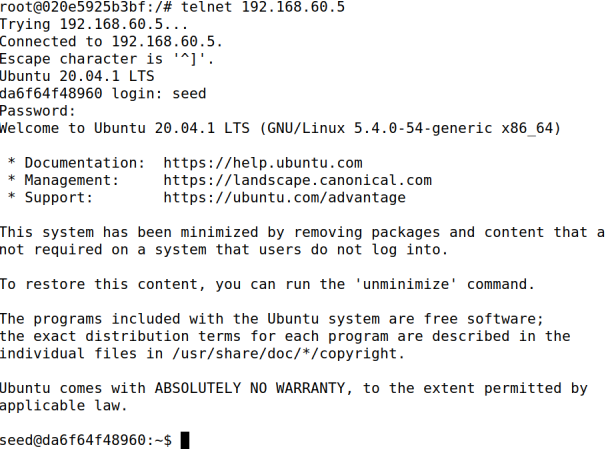 root@020e5925b3bf:/# telnet 192.168.60.5
Trying 192.168.60.5...
Connected to 192.168.60.5.
Escape character is '^]'.
Ubuntu 20.04.1 LTS
da6f64f48960 login: seed
Password:
Welcome to Ubuntu 20.04.1 LTS (GNU/Linux 5.4.0-54-generic x86_64)

 * Documentation:  https://help.ubuntu.com
 * Management:     https://landscape.canonical.com
 * Support:        https://ubuntu.com/advantage

This system has been minimized by removing packages and content that a
not required on a system that users do not log into.

To restore this content, you can run the 'unminimize' command.

The programs included with the Ubuntu system are free software;
the exact distribution terms for each program are described in the
individual files in /usr/share/doc/*/copyright.

Ubuntu comes with ABSOLUTELY NO WARRANTY, to the extent permitted by
applicable law.

seed@da6f64f48960:~$